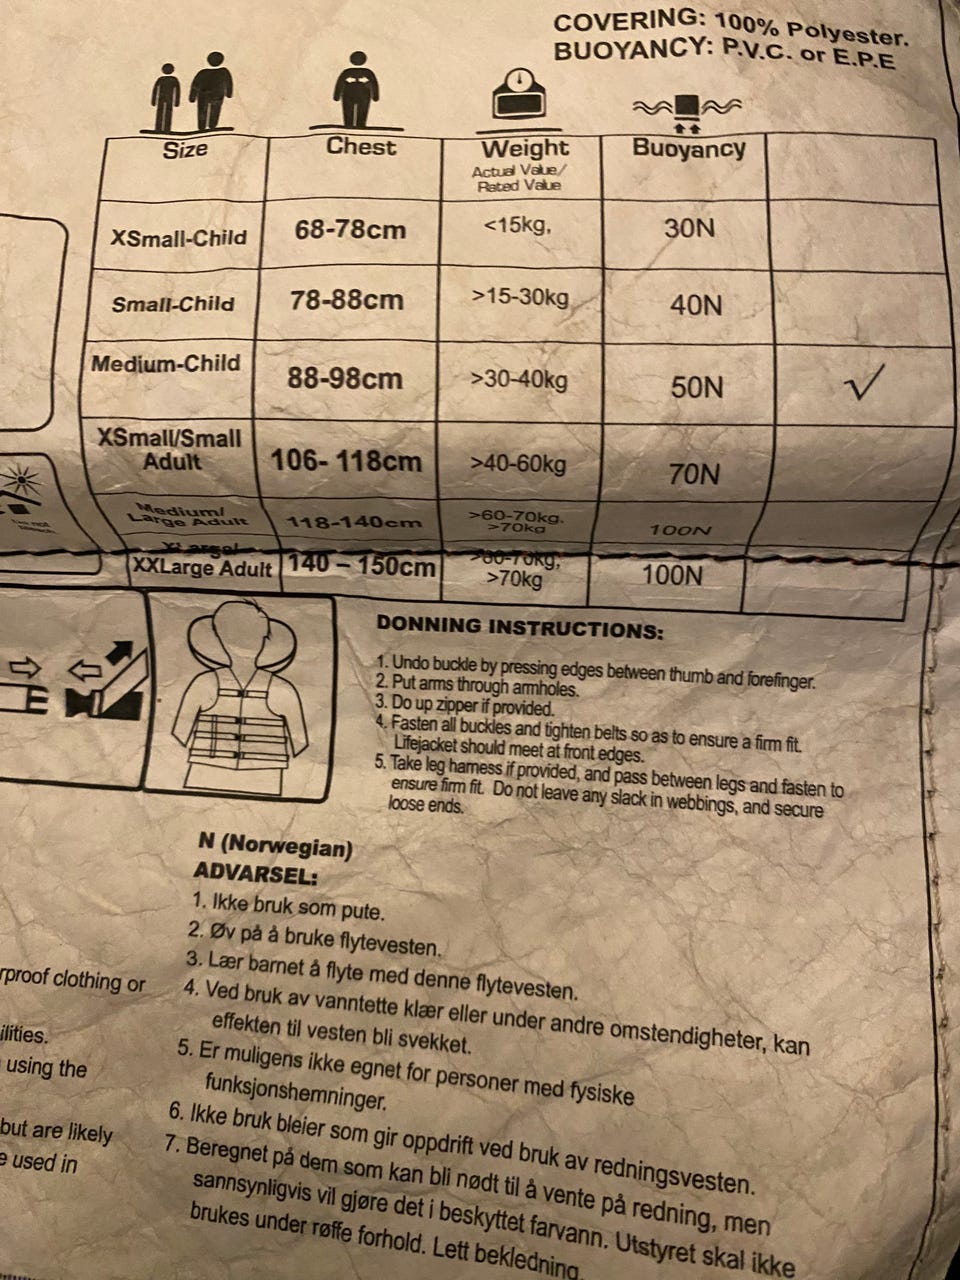 COVERING: 100% Polyester.
BUOYANCY: P.V.C. or E.P.E
Size Chest Weight Buoyancy
Actual Value/
Rated Value
XSmall-Child 68-78cm <15kg, 30N
Small-Child 78-88cm >15-30kg 40N
Medium-Child 88-98cm >30-40kg 50N √
XSmall/Small
Adult 106- 118cm >40-60kg 70N
Medium/
Large Adult 118-140cm >60-70kg, 100N
>70kg
XLarge/
XXLarge Adult 140 – 150cm >60-70kg, 100N
>70kg
DONNING INSTRUCTIONS:
1. Undo buckle by pressing edges between thumb and forefinger.
2. Put arms through armholes.
3. Do up zipper if provided.
4. Fasten all buckles and tighten belts so as to ensure a firm fit.
Lifejacket should meet at front edges.
5. Take leg harness if provided, and pass between legs and fasten to
ensure firm fit. Do not leave any slack in webbings, and secure
loose ends.
N (Norwegian)
ADVARSEL:
1. Ikke bruk som pute.
2. Øv på å bruke flytevesten.
3. Lær barnet å flyte med denne flytevesten.
4. Ved bruk av vanntette klær eller under andre omstendigheter, kan
effekten til vesten bli svekket.
5. Er muligens ikke egnet for personer med fysiske
funksjonshemninger.
6. Ikke bruk bleier som gir oppdrift ved bruk av redningsvesten.
7. Beregnet på dem som kan bli nødt til å vente på redning, men
sannsynligvis vil gjøre det i beskyttet farvann. Utstyret skal ikke
brukes under røffe forhold. Lett bekledning.
rproof clothing or
ilities.
using the
but are likely
e used in